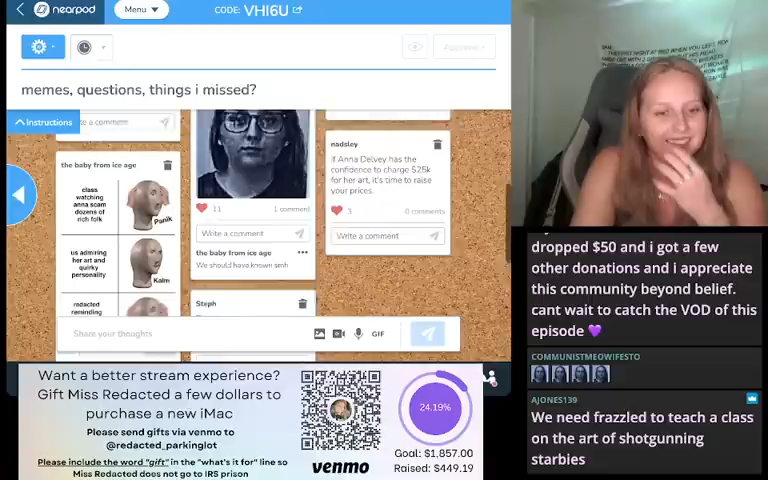 nearpod
Menu
CODE: VHI6U
Approve
memes, questions, things i missed?
Instructions
te a comment
the baby from ice age
class
watching
anna scam
dozens of
rich folk
Panik
us admiring
her art and
quirky
personality
Kalm
redacted
reminding
11
1 comment
Write a comment
the baby from ice age
We should have known smh
Steph
nadsley
If Anna Delvey has the
confidence to charge $25k
for her art, it's time to raise
your prices.
3
0 comments
Write a comment
Share your thoughts
GIF
Want a better stream experience?
Gift Miss Redacted a few dollars to
purchase a new iMac
Please send gifts via venmo to
@redacted_parkinglot
Please include the word "gift" in the "what's it for" line so
Miss Redacted does not go to IRS prison
venmo
24.19%
Goal: $1,857.00
Raised: $449.19
dropped $50 and i got a few
other donations and i appreciate
this community beyond belief.
cant wait to catch the VOD of this
episode 💜
COMMUNISTMEOWIFESTO
AJONES139
We need frazzled to teach a class
on the art of shotgunning
starbies